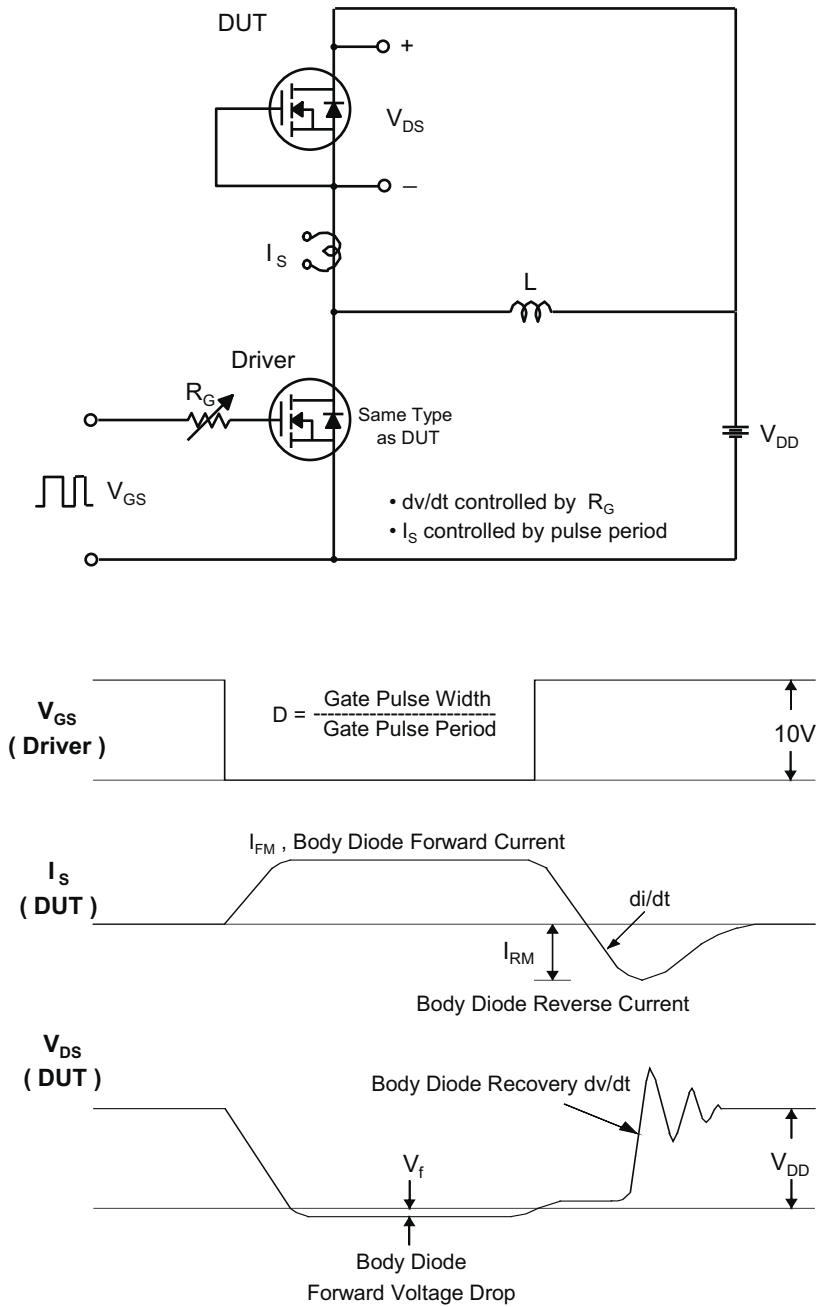 DUT
+
V_DS
_
I_S
L
Driver
R_G
Same Type
as DUT
V_DD
V_GS
• dv/dt controlled by R_G
• I_S controlled by pulse period
V_GS
( Driver )
D = Gate Pulse Width
Gate Pulse Period
10V
I_FM , Body Diode Forward Current
I_S
( DUT )
di/dt
I_RM
Body Diode Reverse Current
V_DS
( DUT )
Body Diode Recovery dv/dt
V_f
V_DD
Body Diode
Forward Voltage Drop